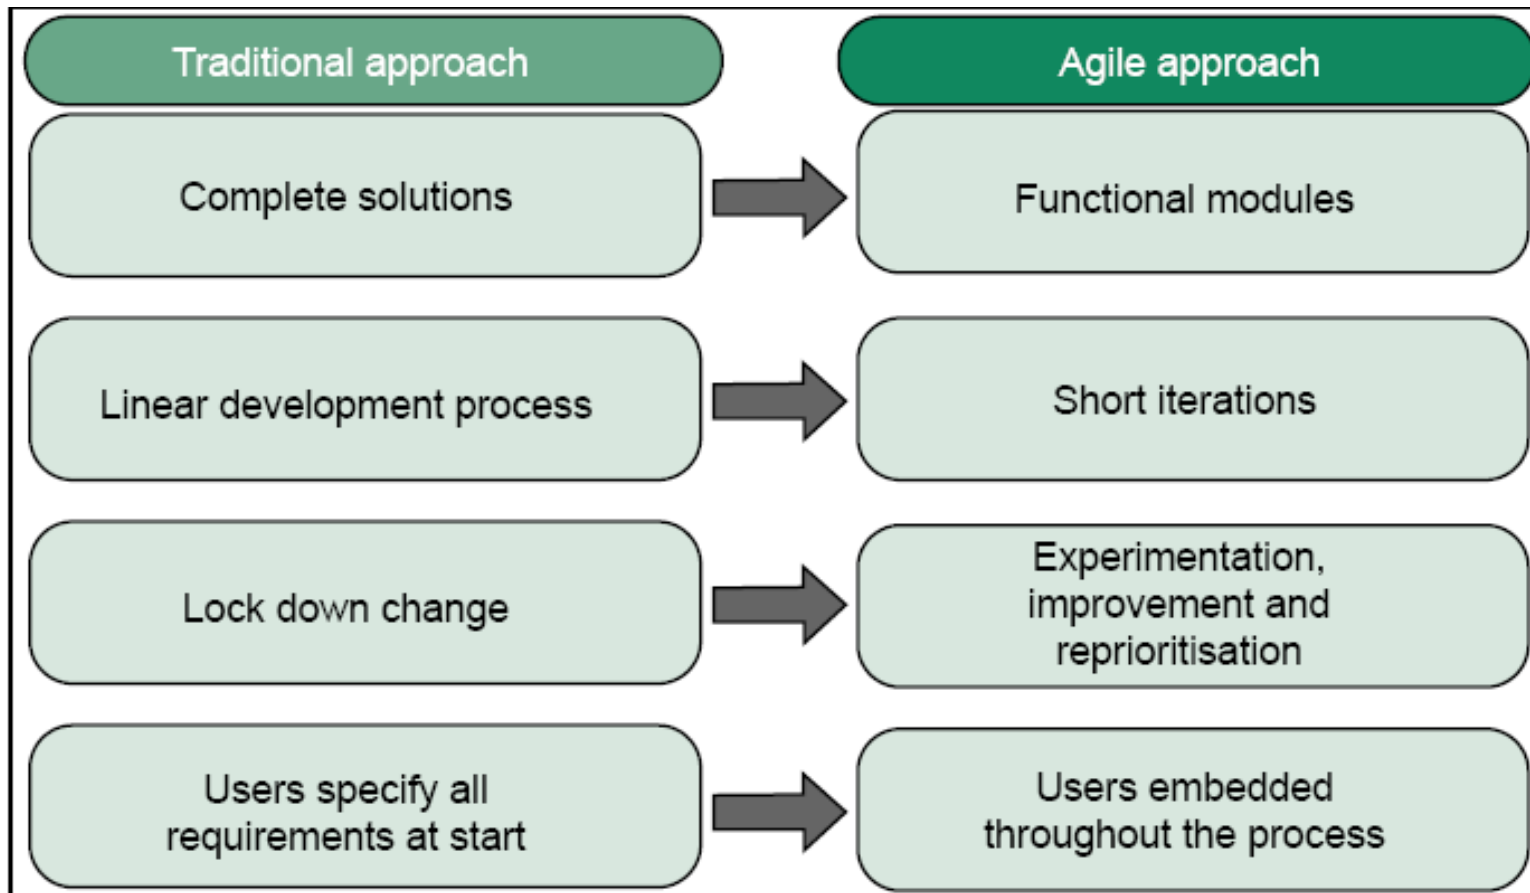 Traditional approach
Agile approach
Complete solutions
Functional modules
Linear development process
Short iterations
Lock down change
Experimentation,
improvement and
reprioritisation
Users specify all
requirements at start
Users embedded
throughout the process